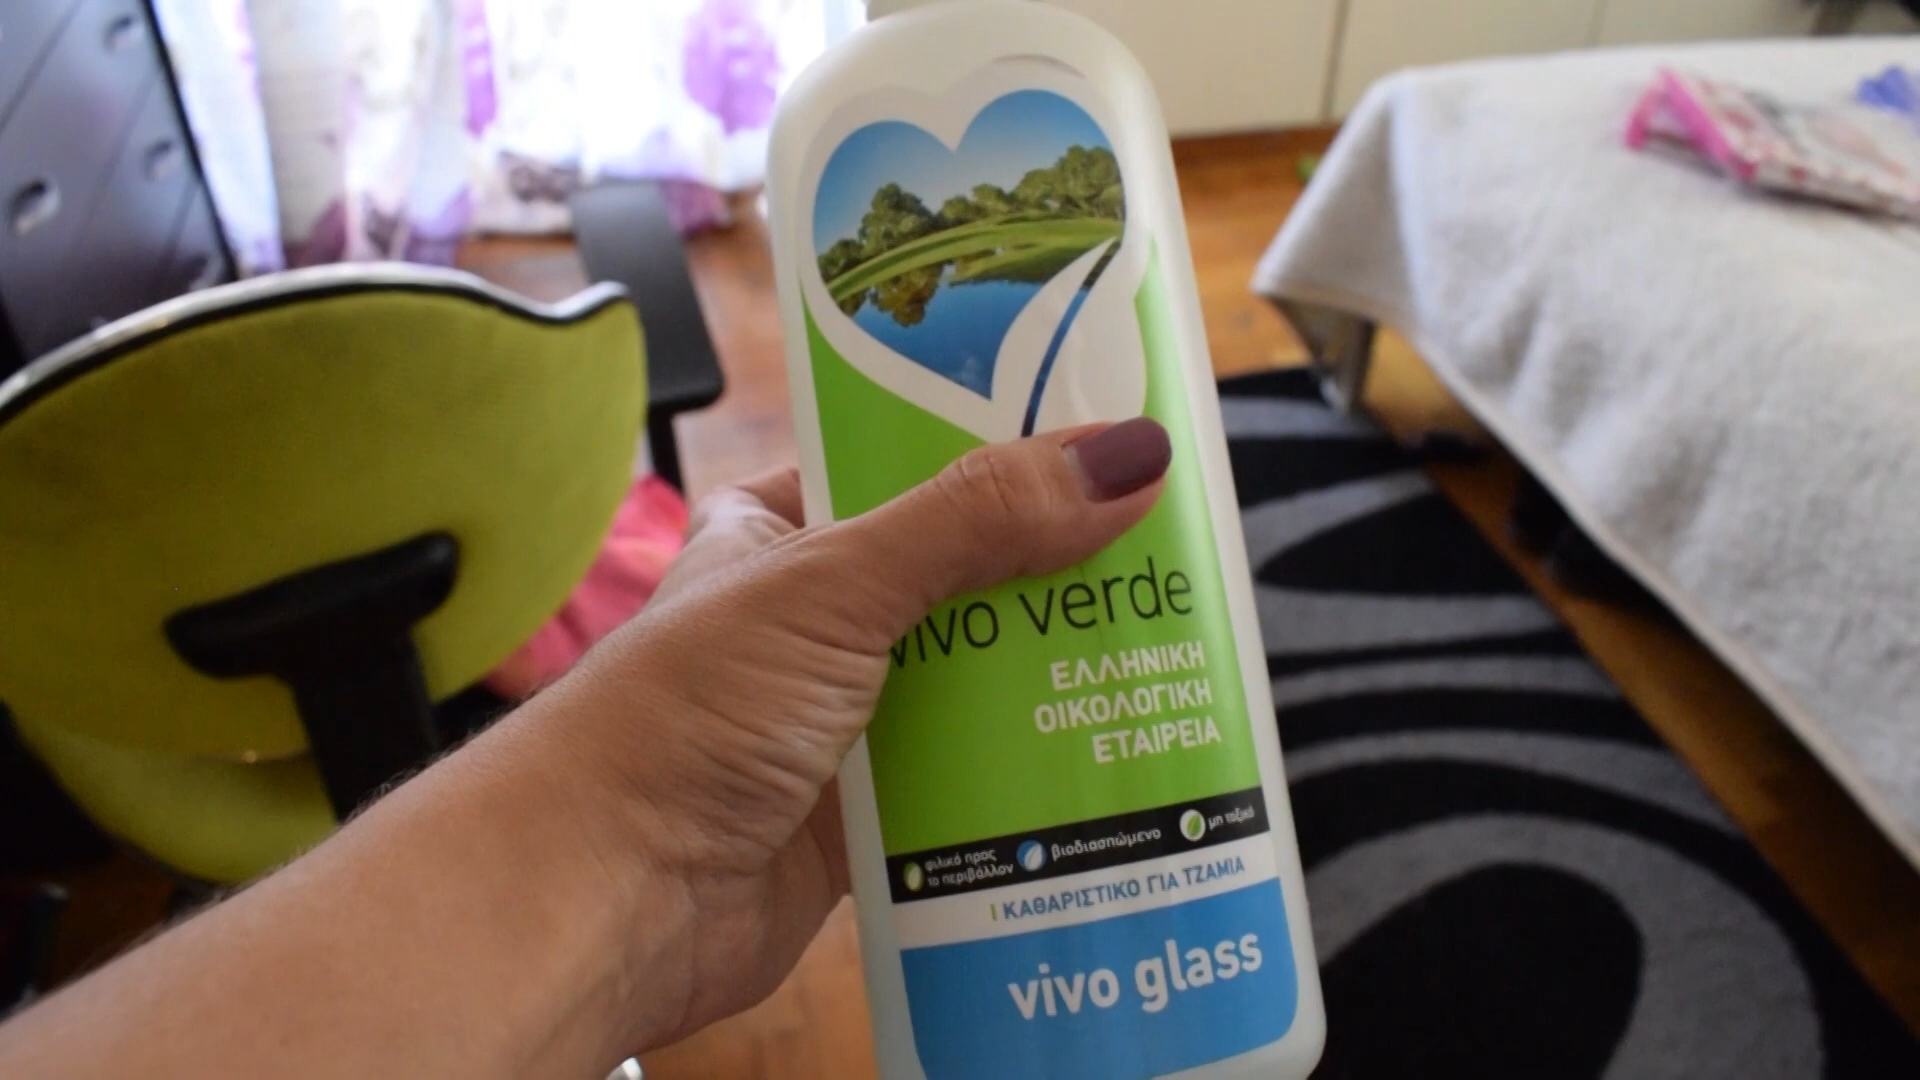 vivo verde
ΕΛΛΗΝΙΚΗ
ΟΙΚΟΛΟΓΙΚΗ
ΕΤΑΙΡΕΙΑ
φιλικό προς
το περιβάλλον
βιοδιασπώμενο
μη τοξικό
ΚΑΘΑΡΙΣΤΙΚΟ ΓΙΑ ΤΖΑΜΙΑ
vivo glass